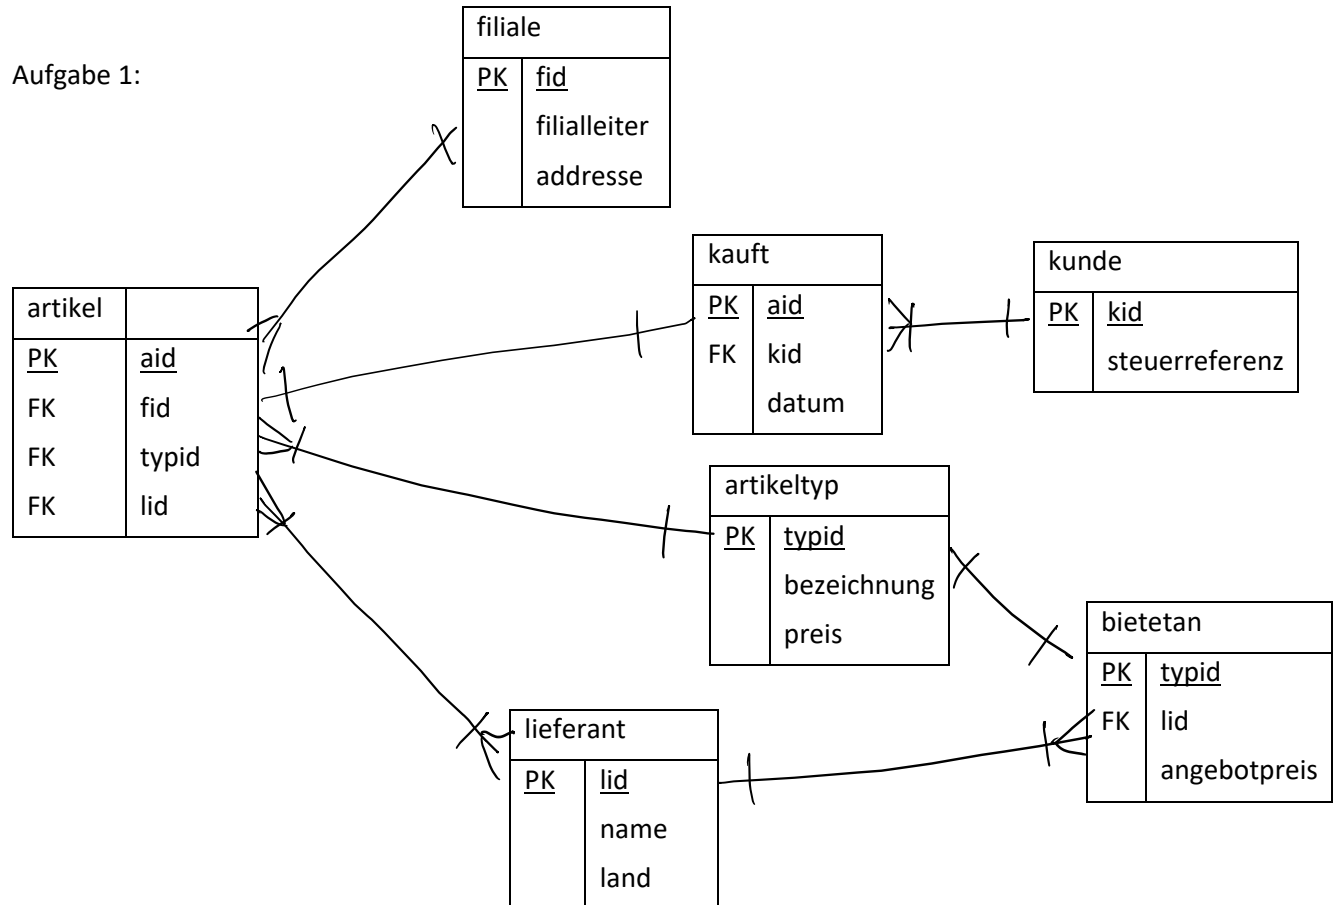 Aufgabe 1:
filiale
PK fid
filialleiter
addresse
kauft
PK aid
FK kid
datum
kunde
PK kid
steuerreferenz
artikel
PK aid
FK fid
FK typid
FK lid
artikeltyp
PK typid
bezeichnung
preis
bietetan
PK typid
FK lid
angebotpreis
lieferant
PK lid
name
land